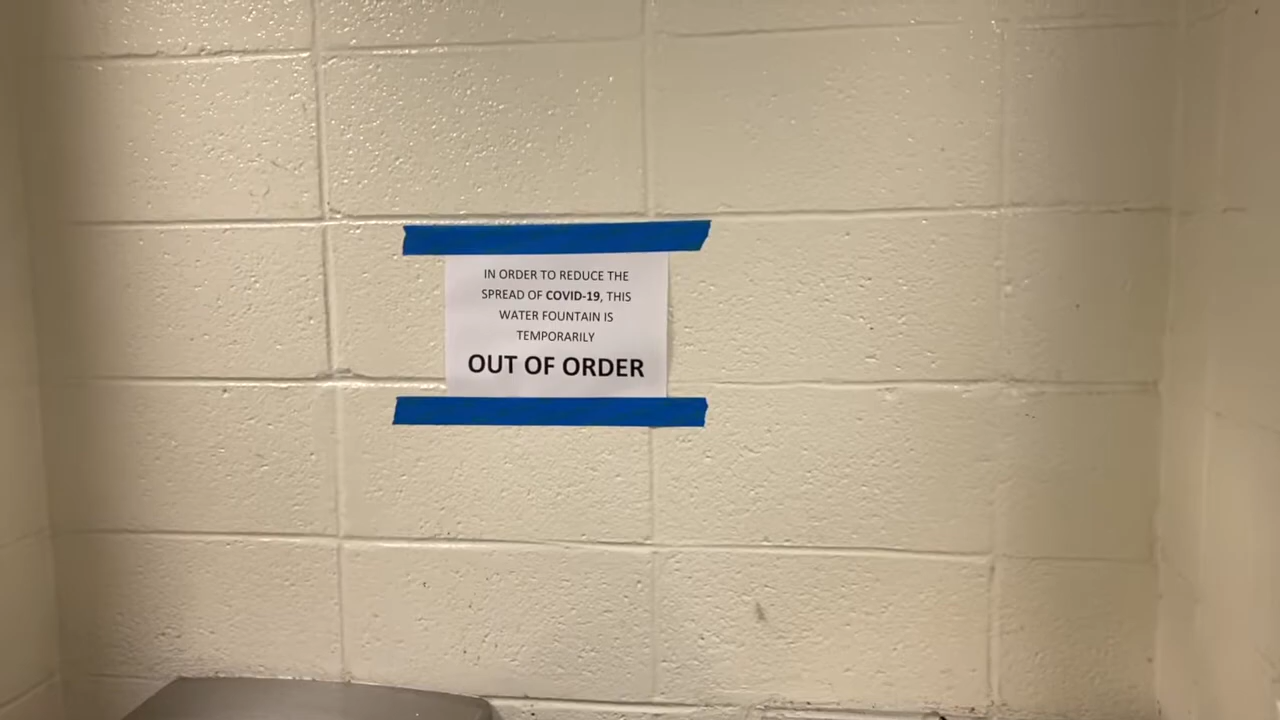 IN ORDER TO REDUCE THE
SPREAD OF COVID-19, THIS
WATER FOUNTAIN IS
TEMPORARILY
OUT OF ORDER